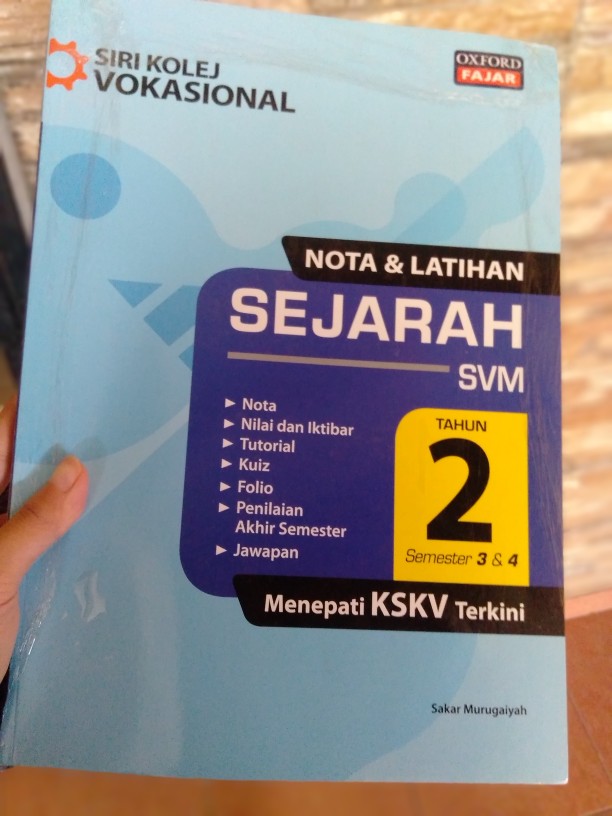 SIRI KOLEJ
VOKASIONAL
OXFORD
FAJAR
NOTA & LATIHAN
SEJARAH
SVM
► Nota
► Nilai dan Iktibar
► Tutorial
► Kuiz
► Folio
► Penilaian
Akhir Semester
► Jawapan
TAHUN
2
Semester 3 & 4
Menepati KSKV Terkini
Sakar Murugaiyah